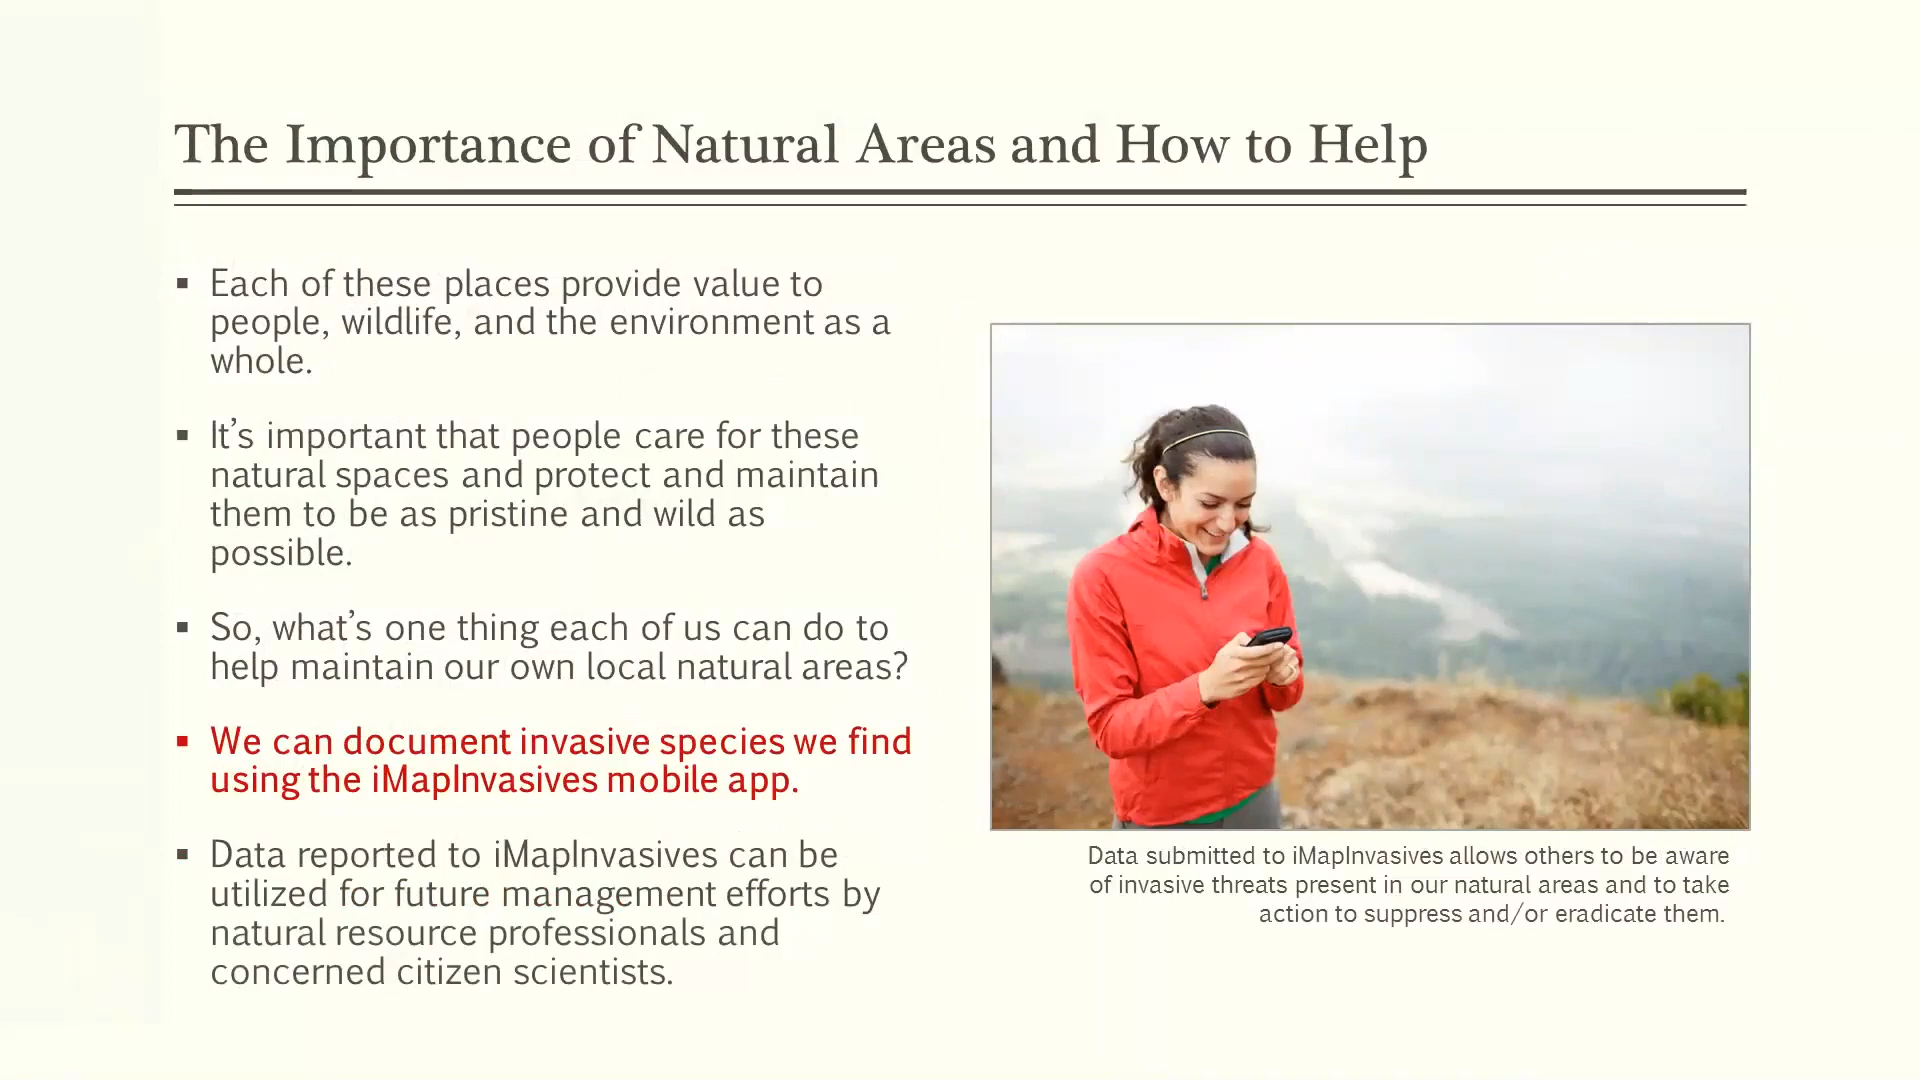 The Importance of Natural Areas and How to Help
▪ Each of these places provide value to
people, wildlife, and the environment as a
whole.
▪ It’s important that people care for these
natural spaces and protect and maintain
them to be as pristine and wild as
possible.
▪ So, what’s one thing each of us can do to
help maintain our own local natural areas?
▪ We can document invasive species we find
using the iMapInvasives mobile app.
▪ Data reported to iMapInvasives can be
utilized for future management efforts by
natural resource professionals and
concerned citizen scientists.
Data submitted to iMapInvasives allows others to be aware
of invasive threats present in our natural areas and to take
action to suppress and/or eradicate them.